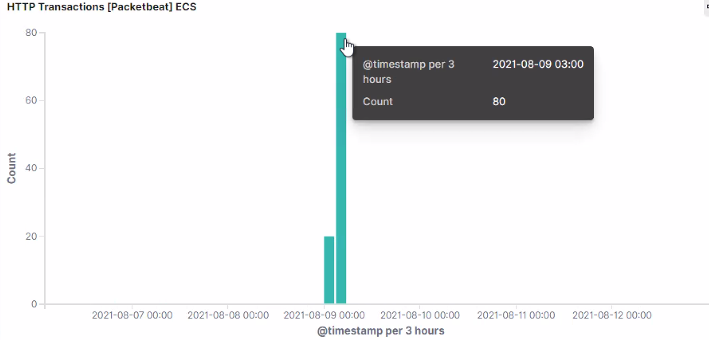 HTTP Transactions [Packetbeat] ECS
80
60
40
20
0
Count
@timestamp per 3 hours
2021-08-09 03:00
Count
80
2021-08-07 00:00
2021-08-08 00:00
2021-08-09 00:00
2021-08-10 00:00
2021-08-11 00:00
2021-08-12 00:00
@timestamp per 3 hours